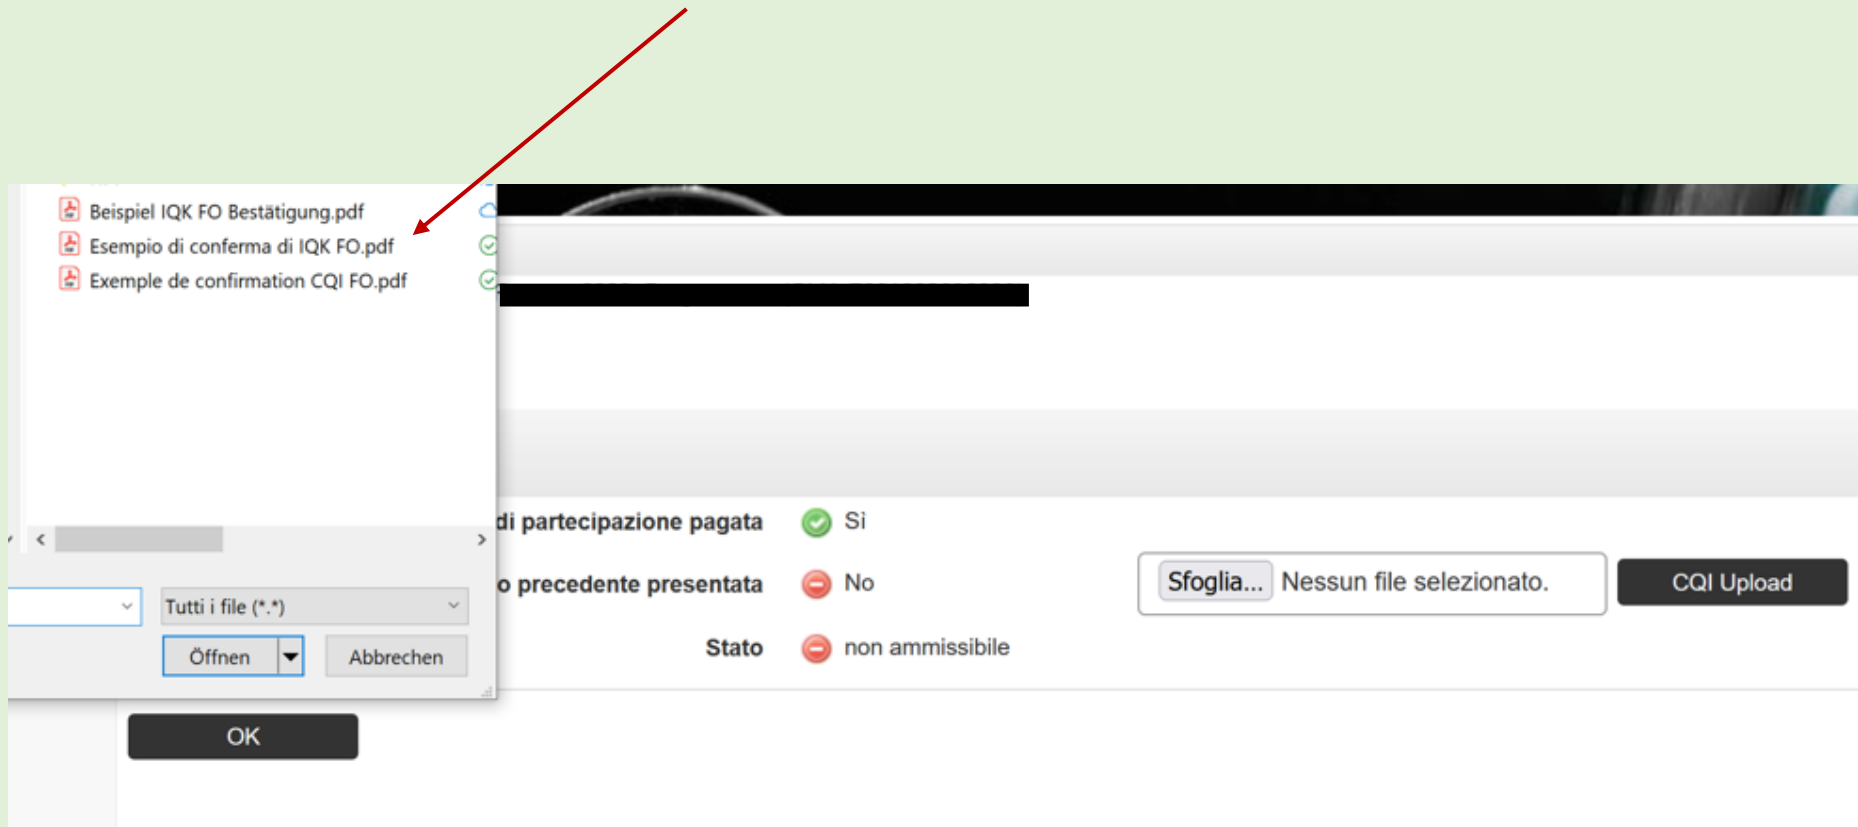 Beispiel IQK FO Bestätigung.pdf
Esempio di conferma di IQK FO.pdf
Exemple de confirmation CQI FO.pdf
di partecipazione pagata Sì
o precedente presentata No Sfoglia... Nessun file selezionato. CQI Upload
Tutti i file (*.*)
Stato non ammissibile
Öffnen Abbrechen
OK